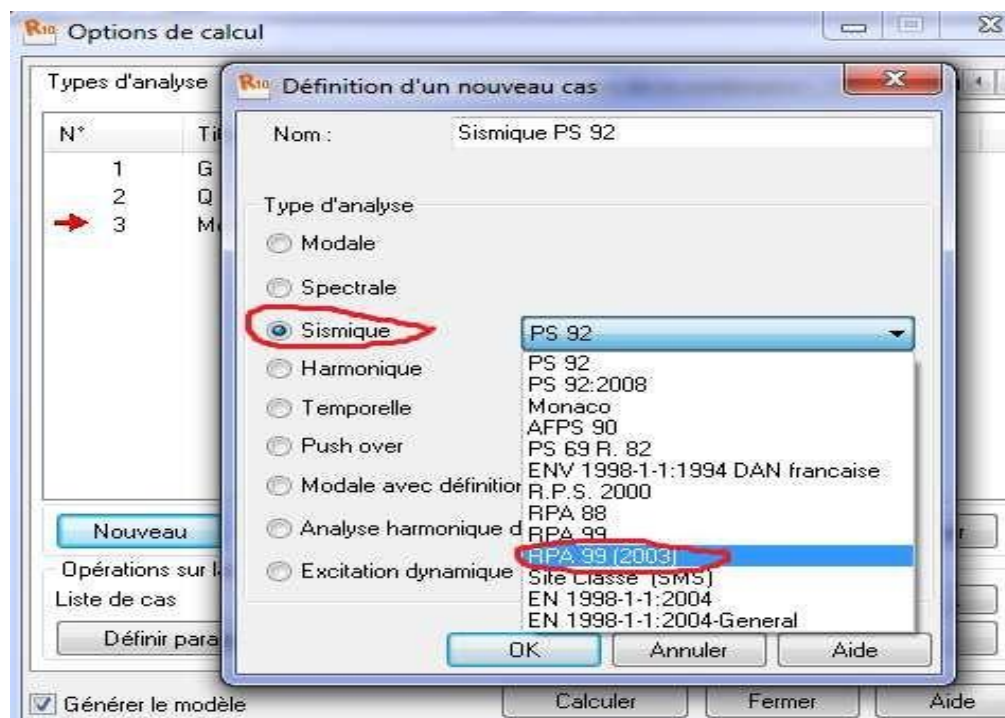 Options de calcul
Types d'analyse
Définition d'un nouveau cas
N°
Nom :
Sismique PS 92
1 G
2 Q
3
Type d'analyse
Modale
Spectrale
Sismique
PS 92
Harmonique
PS 92
PS 92:2008
Temporelle
Monaco
AFPS 90
Push over
PS 69 R. 82
ENV 1998-1-1:1994 DAN francaise
Modale avec
R.P.S. 2000
RPA 88
Nouveau
Analyse harmonique
RPA 99
RPA 99 (2003)
Opérations sur
Excitation dynamique
Site Classe (SMS)
Liste de cas
EN 1998-1-1:2004
EN 1998-1-1:2004-General
Définir
OK
Annuler
Aide
Générer le modèle
Calculer
Fermer
Aide